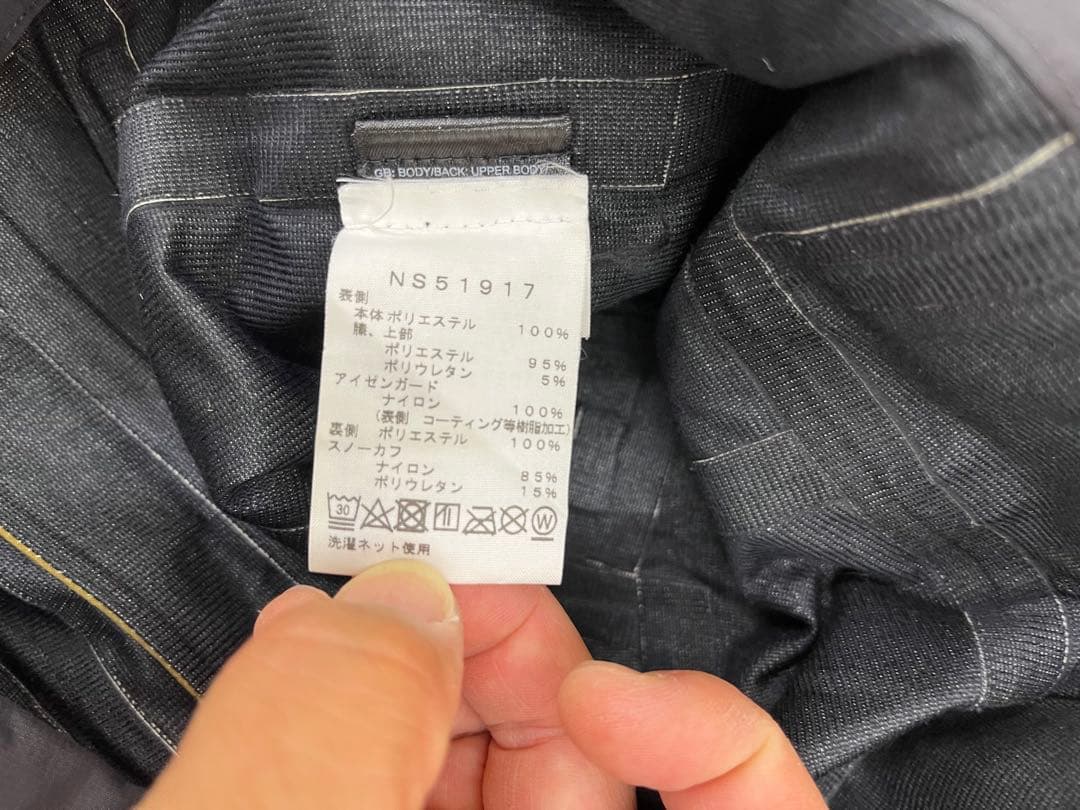 GB: BODY/BACK: UPPER BODY
NS51917
表側
本体 ポリエステル 100%
膝、上部
ポリエステル 95%
ポリウレタン 5%
アイゼンガード
ナイロン 100%
(表側 コーティング等樹脂加工)
裏側 ポリエステル 100%
スノーカフ
ナイロン 85%
ポリウレタン 15%
30 W
洗濯ネット使用